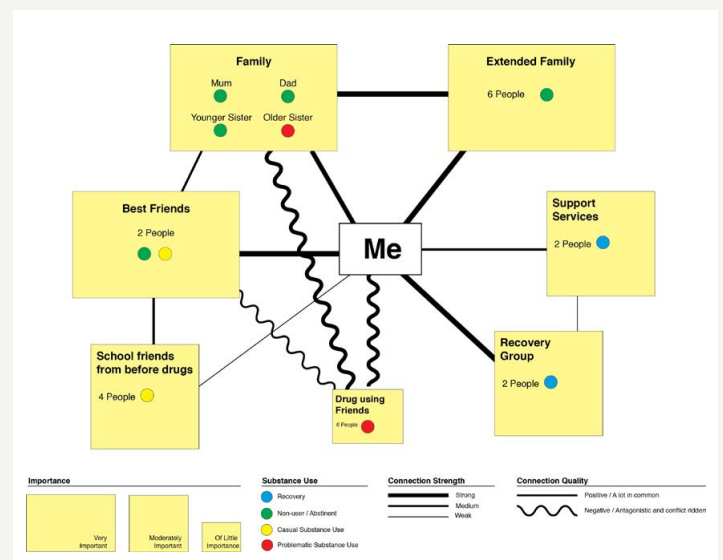 Family
Mum
Dad
Younger Sister
Older Sister
Extended Family
6 People
Best Friends
2 People
Me
Support
Services
2 People
School friends
from before drugs
4 People
Drug using
Friends
6 People
Recovery
Group
2 People
Importance
Very
Important
Moderately
Important
Of Little
Importance
Substance Use
Recovery
Non-user / Abstinent
Casual Substance Use
Problematic Substance Use
Connection Strength
Strong
Medium
Weak
Connection Quality
Positive / A lot in common
Negative / Antagonistic and conflict ridden